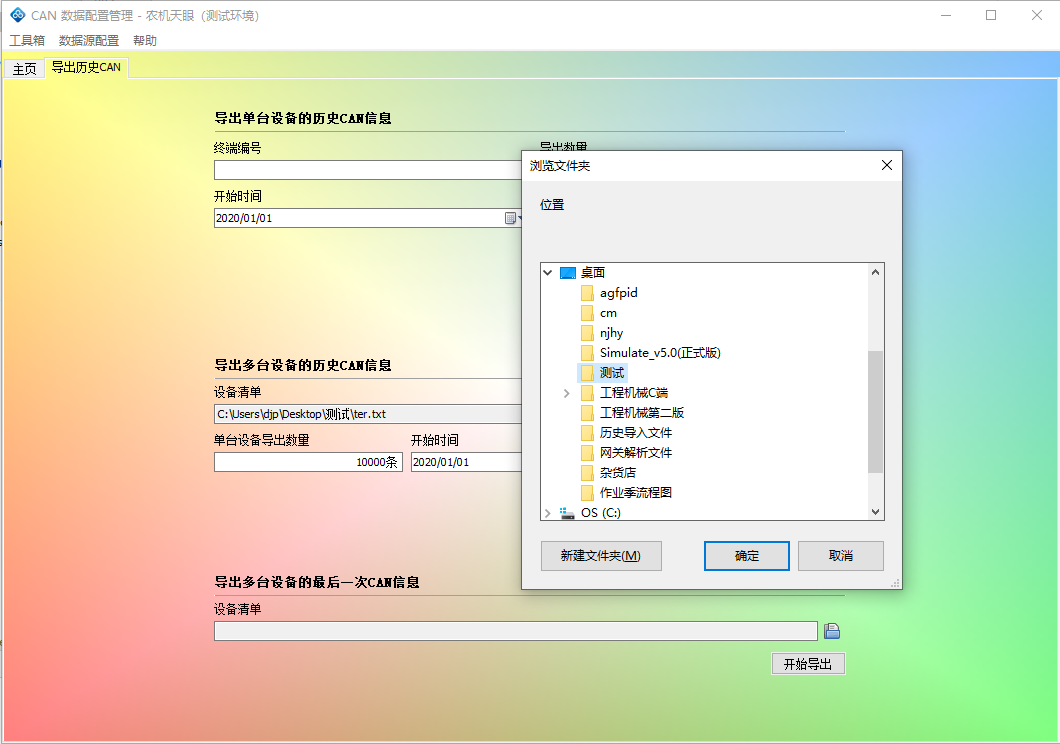 CAN 数据配置管理 - 农机天眼（测试环境）
工具箱 数据源配置 帮助
主页 导出历史CAN
导出单台设备的历史CAN信息
终端编号 导出数量
开始时间
2020/01/01
导出多台设备的历史CAN信息
设备清单
C:\Users\djp\Desktop\测试\ter.txt
单台设备导出数量 开始时间
10000条 2020/01/01
导出多台设备的最后一次CAN信息
设备清单
开始导出
浏览文件夹
位置
桌面
agfpid
cm
njhy
Simulate_v5.0(正式版)
测试
工程机械C端
工程机械第二版
历史导入文件
网关解析文件
杂货店
作业季流程图
OS (C:)
新建文件夹(M) 确定 取消